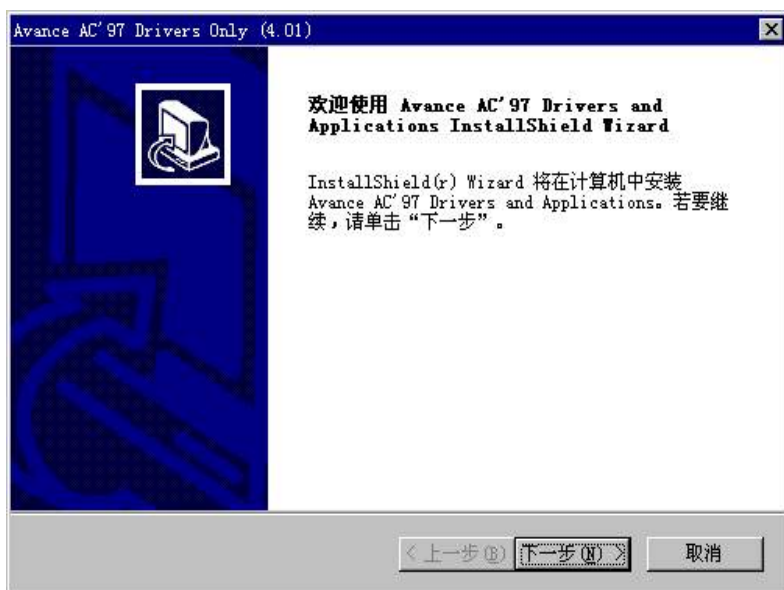 Avance AC'97 Drivers Only (4.01)
欢迎使用 Avance AC'97 Drivers and
Applications InstallShield Wizard
InstallShield(r) Wizard 将在计算机中安装
Avance AC'97 Drivers and Applications。若要继
续，请单击“下一步”。
< 上一步(B)
下一步(N) >
取消